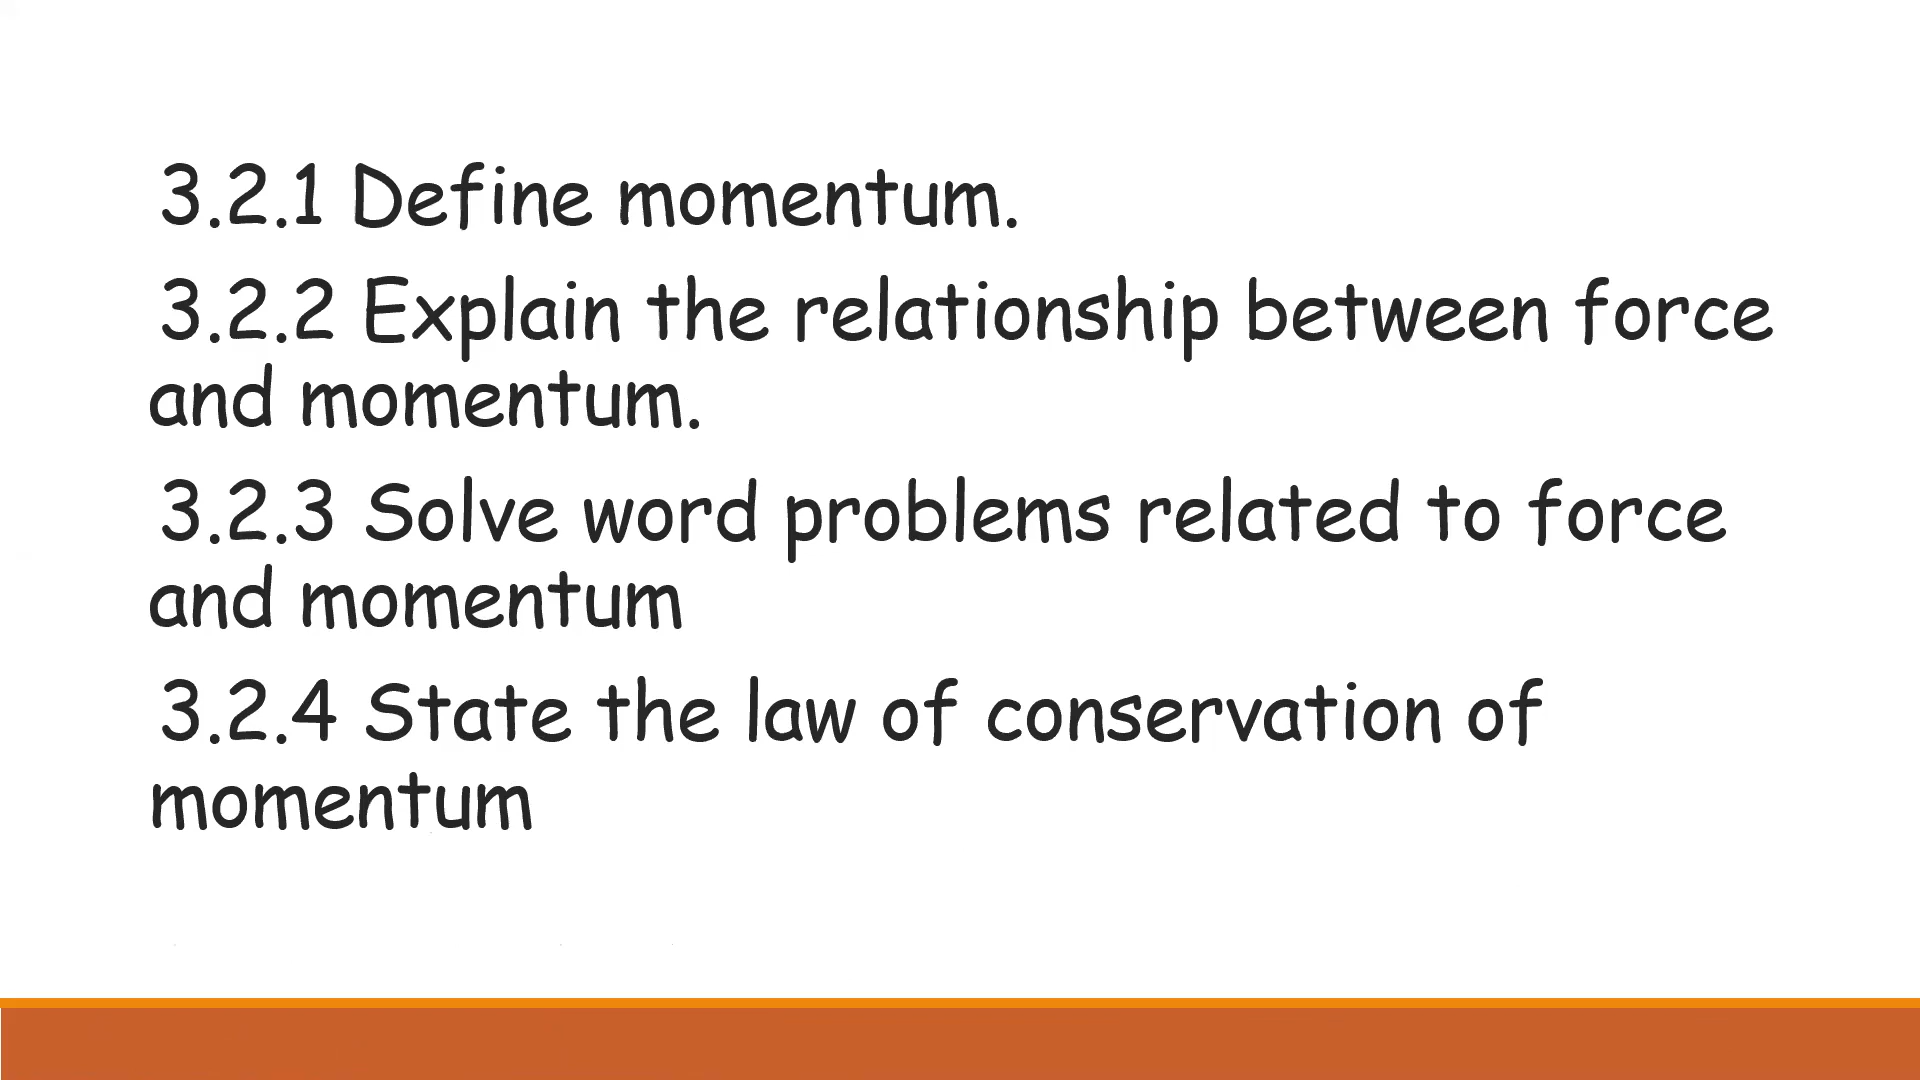 3.2.1 Define momentum.
3.2.2 Explain the relationship between force
and momentum.
3.2.3 Solve word problems related to force
and momentum
3.2.4 State the law of conservation of
momentum